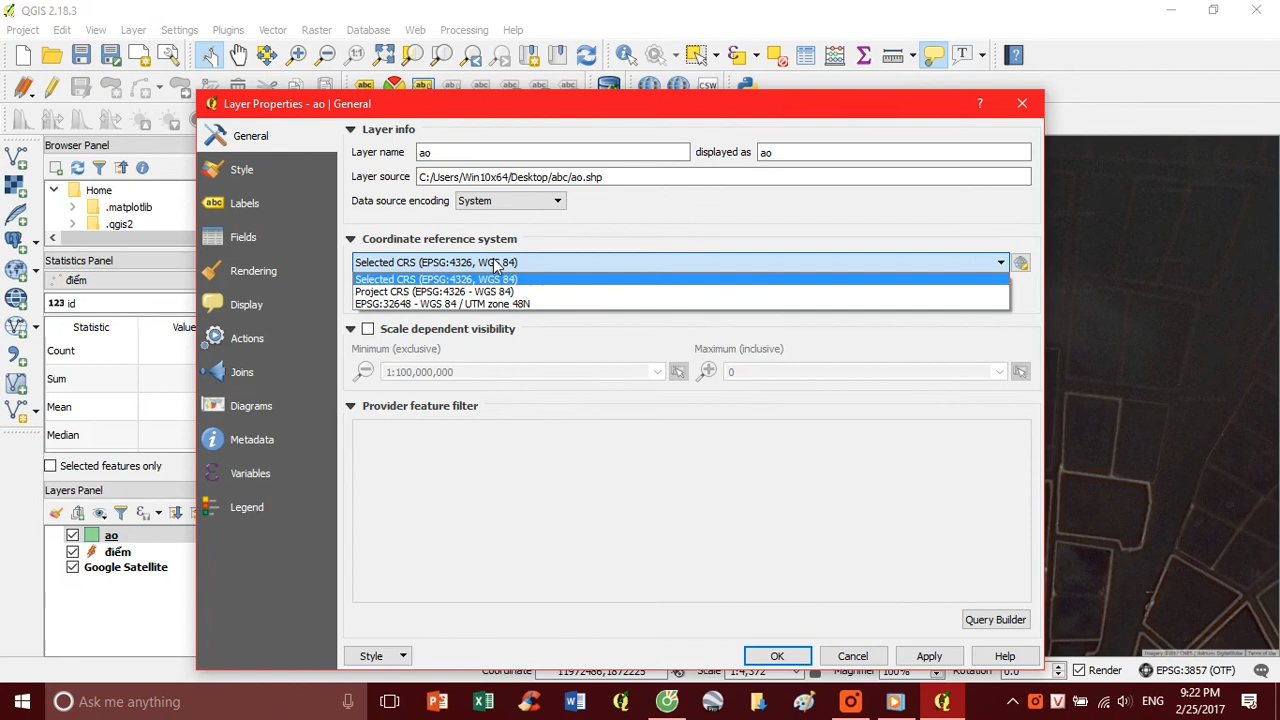 QGIS 2.18.3
Project Edit View Layer Settings Plugins Vector Raster Database Web Processing Help
Layer Properties - ao | General
General
Style
Labels
Fields
Rendering
Display
Actions
Joins
Diagrams
Metadata
Variables
Legend
Layer info
Layer name ao displayed as ao
Layer source C:/Users/Win10x64/Desktop/abc/ao.shp
Data source encoding System
Coordinate reference system
Selected CRS (EPSG:4326, WGS 84)
Selected CRS (EPSG:4326, WGS 84)
Project CRS (EPSG:4326 - WGS 84)
EPSG:32648 - WGS 84 / UTM zone 48N
Scale dependent visibility
Minimum (exclusive) Maximum (inclusive)
1:100,000,000 0
Provider feature filter
Query Builder
Style OK Cancel Apply Help
Browser Panel
Home
.matplotlib
.qgis2
Statistics Panel
điểm
123 id
Statistic Value
Count
Sum
Mean
Median
Selected features only
Layers Panel
ao
điểm
Google Satellite
Coordinate 11972486,1872225 Scale 1:4,372 Magnifier 100% Rotation 0.0 Render EPSG:3857 (OTF)
Ask me anything
ENG
9:22 PM
2/25/2017